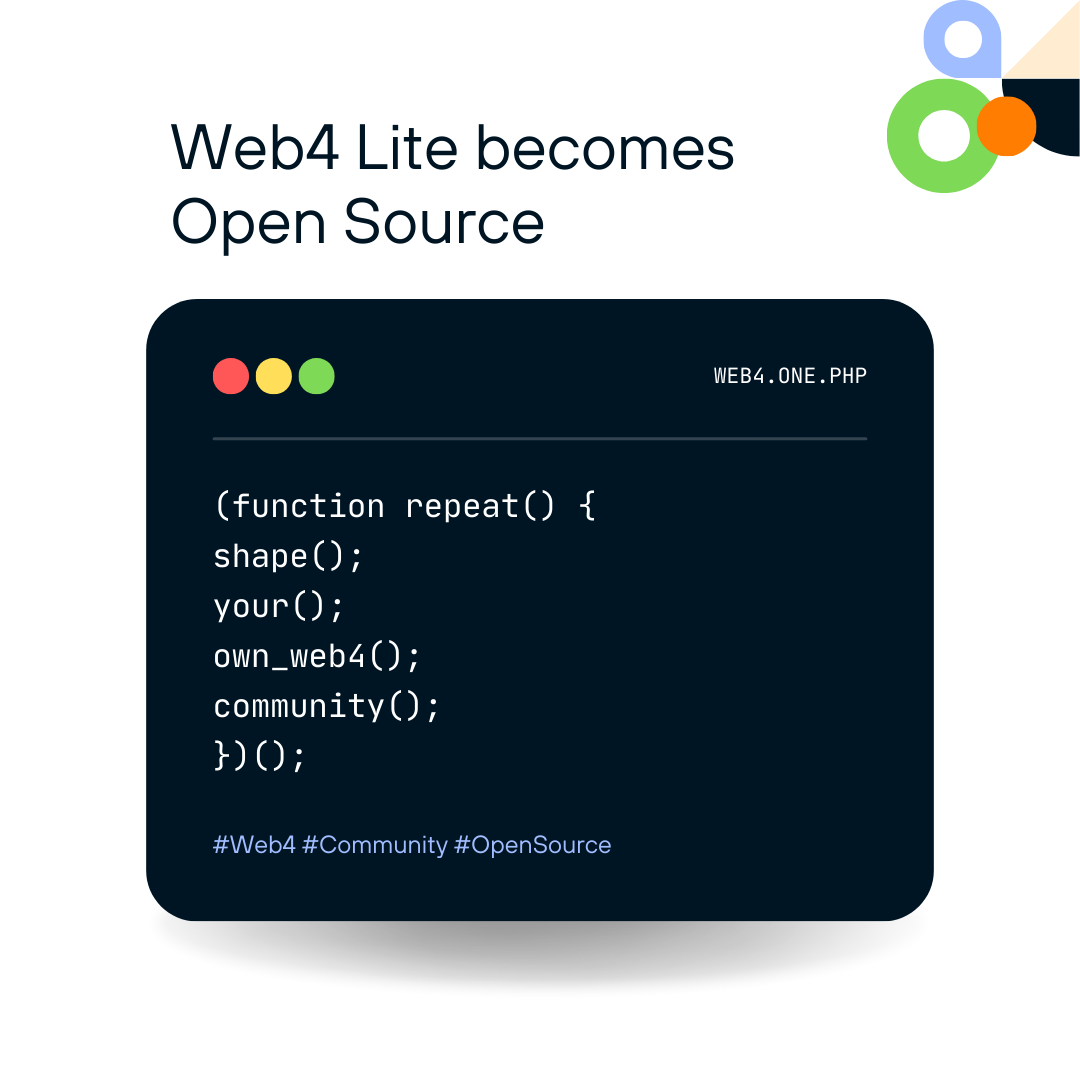 Web4 Lite becomes
Open Source
WEB4.ONE.PHP
(function repeat() {
shape();
your();
own_web4();
community();
})();
#Web4 #Community #OpenSource